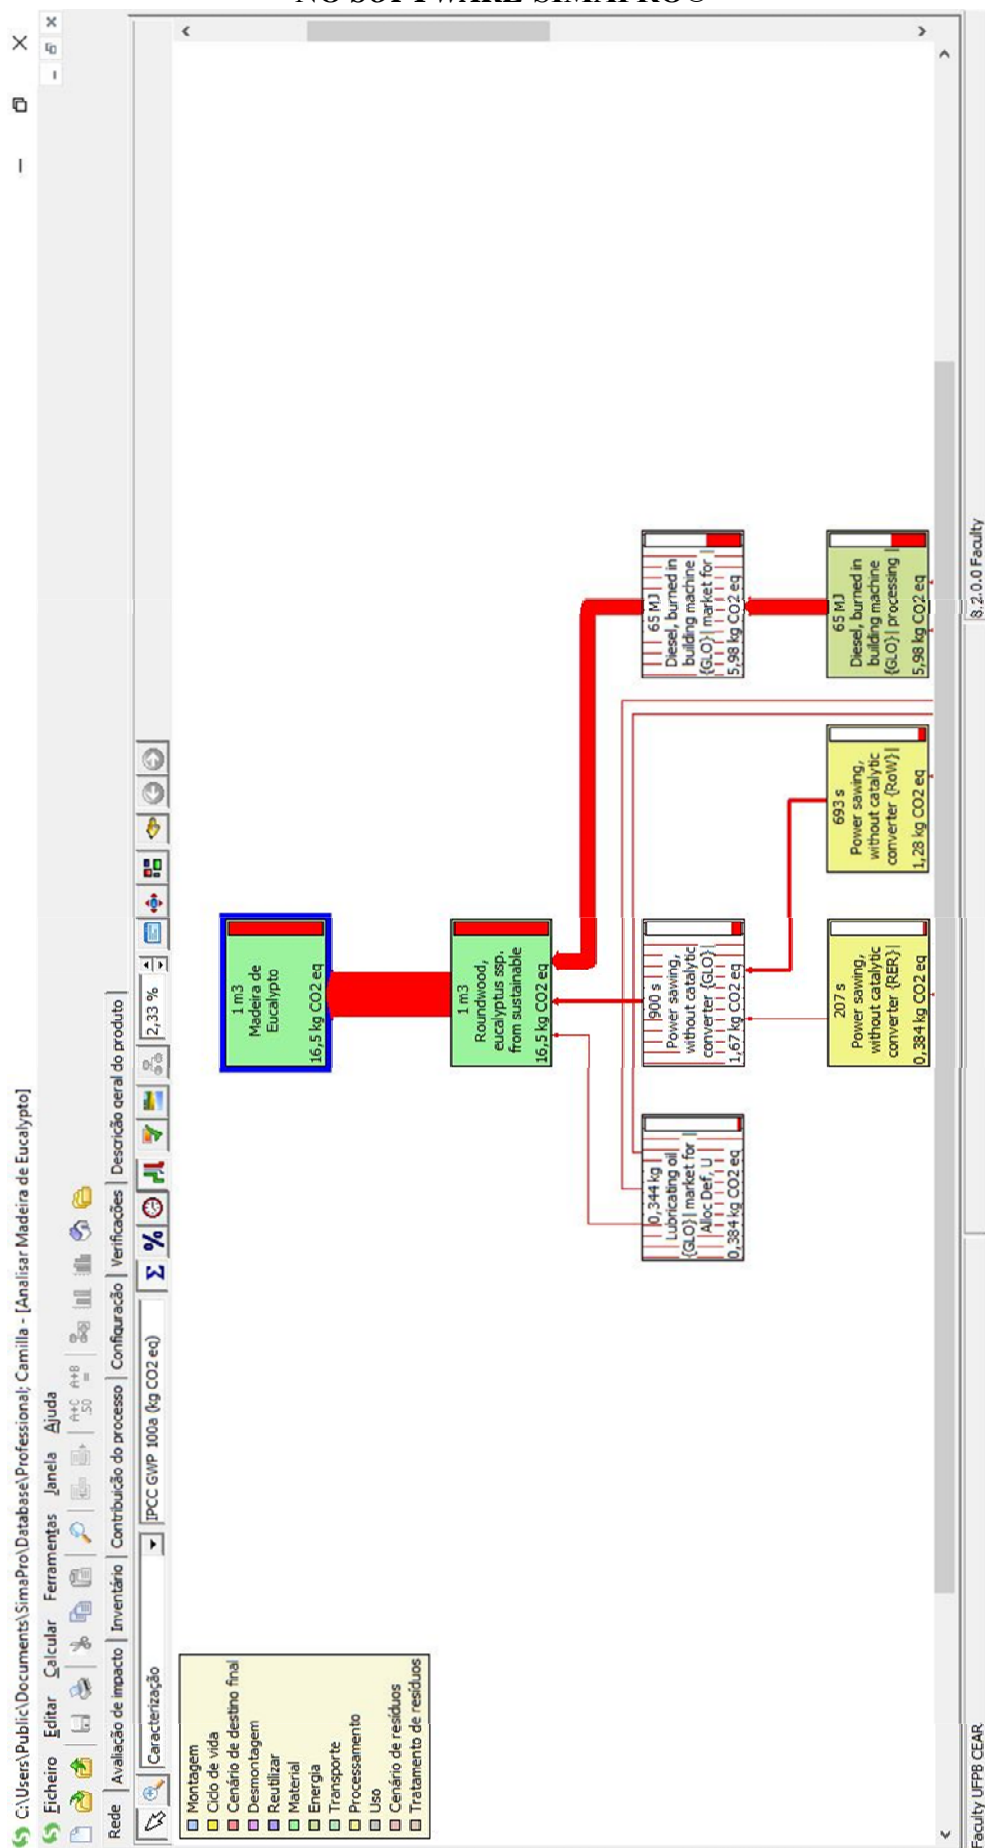 NO SOFTWARE SIMAPRO®
C:\Users\Public\Documents\SimaPro\Database\Professional; Camilla - [Analisar Madeira de Eucalypto]
Ficheiro Editar Calcular Ferramentas Janela Ajuda
A+C .50 A+B =
Rede Avaliação de impacto Inventário Contribuição do processo Configuração Verificações Descrição geral do produto
Caracterização IPCC GWP 100a (kg CO2 eq) Σ % 2,33 %
Montagem
Ciclo de vida
Cenário de destino final
Desmontagem
Reutilizar
Material
Energia
Transporte
Processamento
Uso
Cenário de resíduos
Tratamento de resíduos
1 m3
Madeira de
Eucalypto
16,5 kg CO2 eq
1 m3
Roundwood,
eucalyptus ssp.
from sustainable
16,5 kg CO2 eq
0,344 kg
Lubricating oil
{GLO}| market for |
Alloc Def, U
0,384 kg CO2 eq
900 s
Power sawing,
without catalytic
converter {GLO}|
1,67 kg CO2 eq
65 MJ
Diesel, burned in
building machine
{GLO}| market for |
5,98 kg CO2 eq
207 s
Power sawing,
without catalytic
converter {RER}|
0,384 kg CO2 eq
693 s
Power sawing,
without catalytic
converter {RoW}|
1,28 kg CO2 eq
65 MJ
Diesel, burned in
building machine
{GLO}| processing |
5,98 kg CO2 eq
Faculty UFPB CEAR 8.2.0.0 Faculty